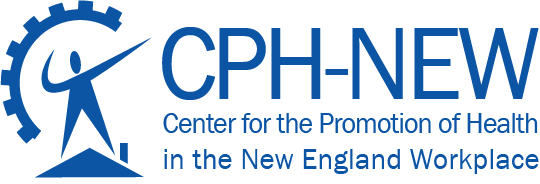 CPH-NEW
Center for the Promotion of Health
in the New England Workplace